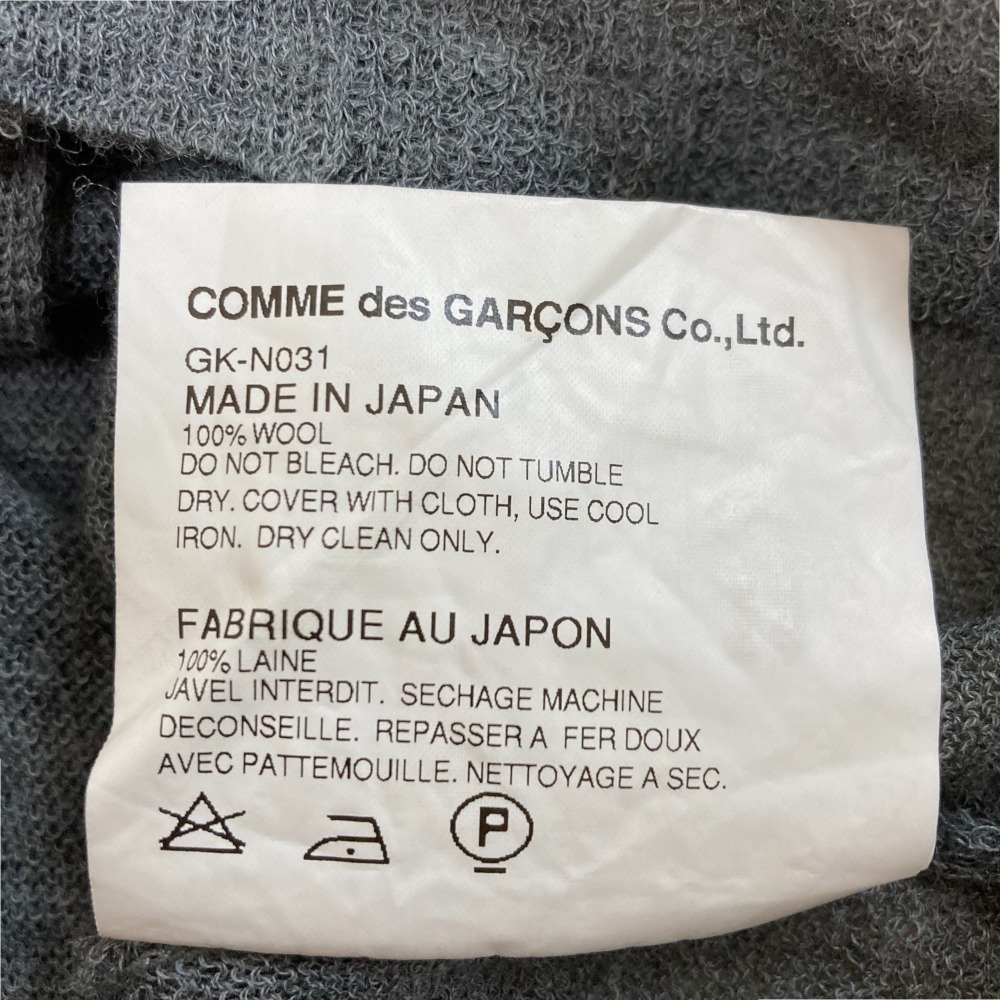 COMME des GARÇONS Co.,Ltd.
GK-N031
MADE IN JAPAN
100% WOOL
DO NOT BLEACH. DO NOT TUMBLE
DRY. COVER WITH CLOTH, USE COOL
IRON. DRY CLEAN ONLY.
FABRIQUE AU JAPON
100% LAINE
JAVEL INTERDIT. SECHAGE MACHINE
DECONSEILLE. REPASSER A FER DOUX
AVEC PATTEMOUILLE. NETTOYAGE A SEC.
P